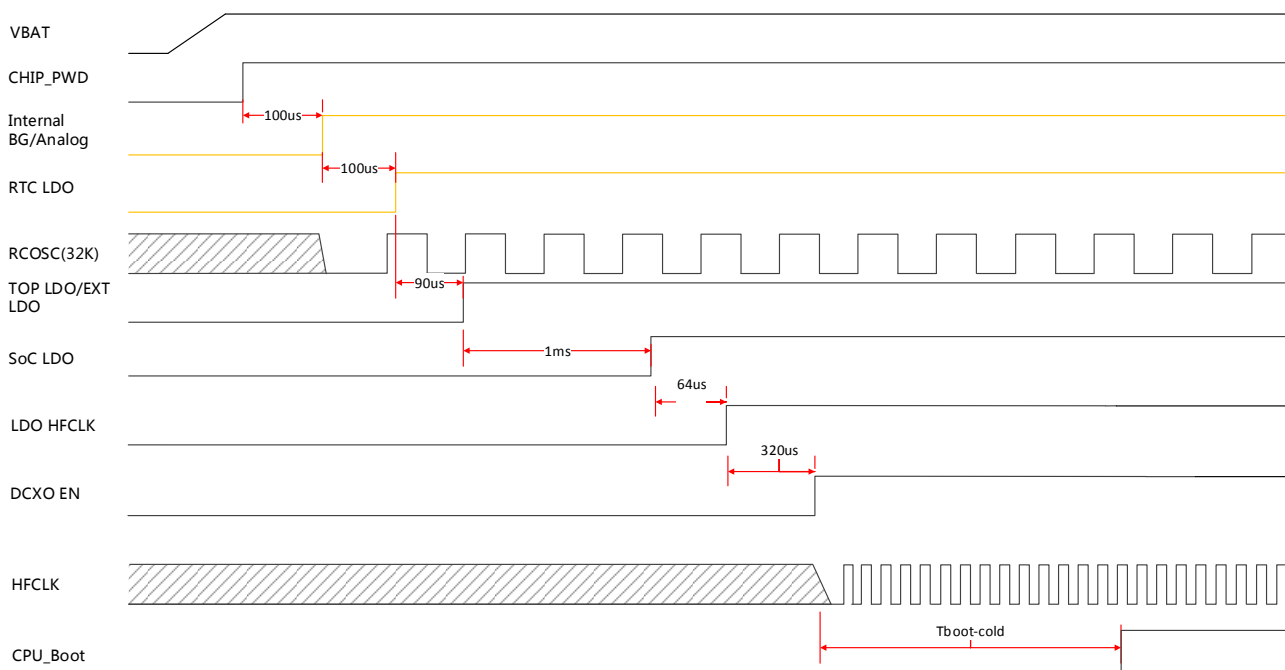 VBAT
CHIP_PWD
100us
Internal
BG/Analog
100us
RTC LDO
RCOSC(32K)
90us
TOP LDO/EXT
LDO
1ms
SoC LDO
64us
LDO HFCLK
320us
DCXO EN
HFCLK
Tboot-cold
CPU_Boot